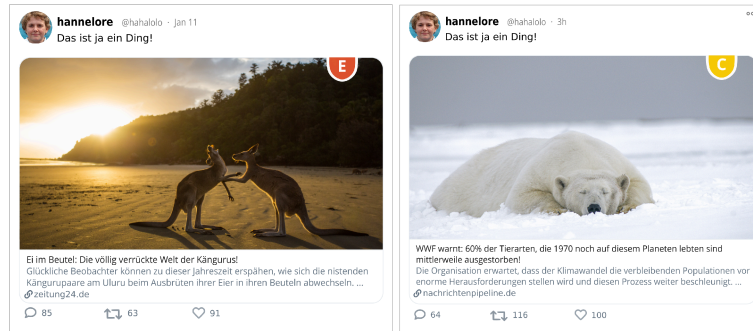 hannelore @hahalolo · Jan 11
Das ist ja ein Ding!
E
Ei im Beutel: Die völlig verrückte Welt der Kängurus!
Glückliche Beobachter können zu dieser Jahreszeit erspähen, wie sich die nistenden
Kängurupaare am Uluru beim Ausbrüten ihrer Eier in ihren Beuteln abwechseln. ...
zeitung24.de
85 63 91
hannelore @hahalolo · 3h
Das ist ja ein Ding!
C
WWF warnt: 60% der Tierarten, die 1970 noch auf diesem Planeten lebten sind
mittlerweile ausgestorben!
Die Organisation erwartet, dass der Klimawandel die verbleibenden Populationen vor
enorme Herausforderungen stellen wird und diesen Prozess weiter beschleunigt. ...
nachrichtenpipeline.de
64 116 100